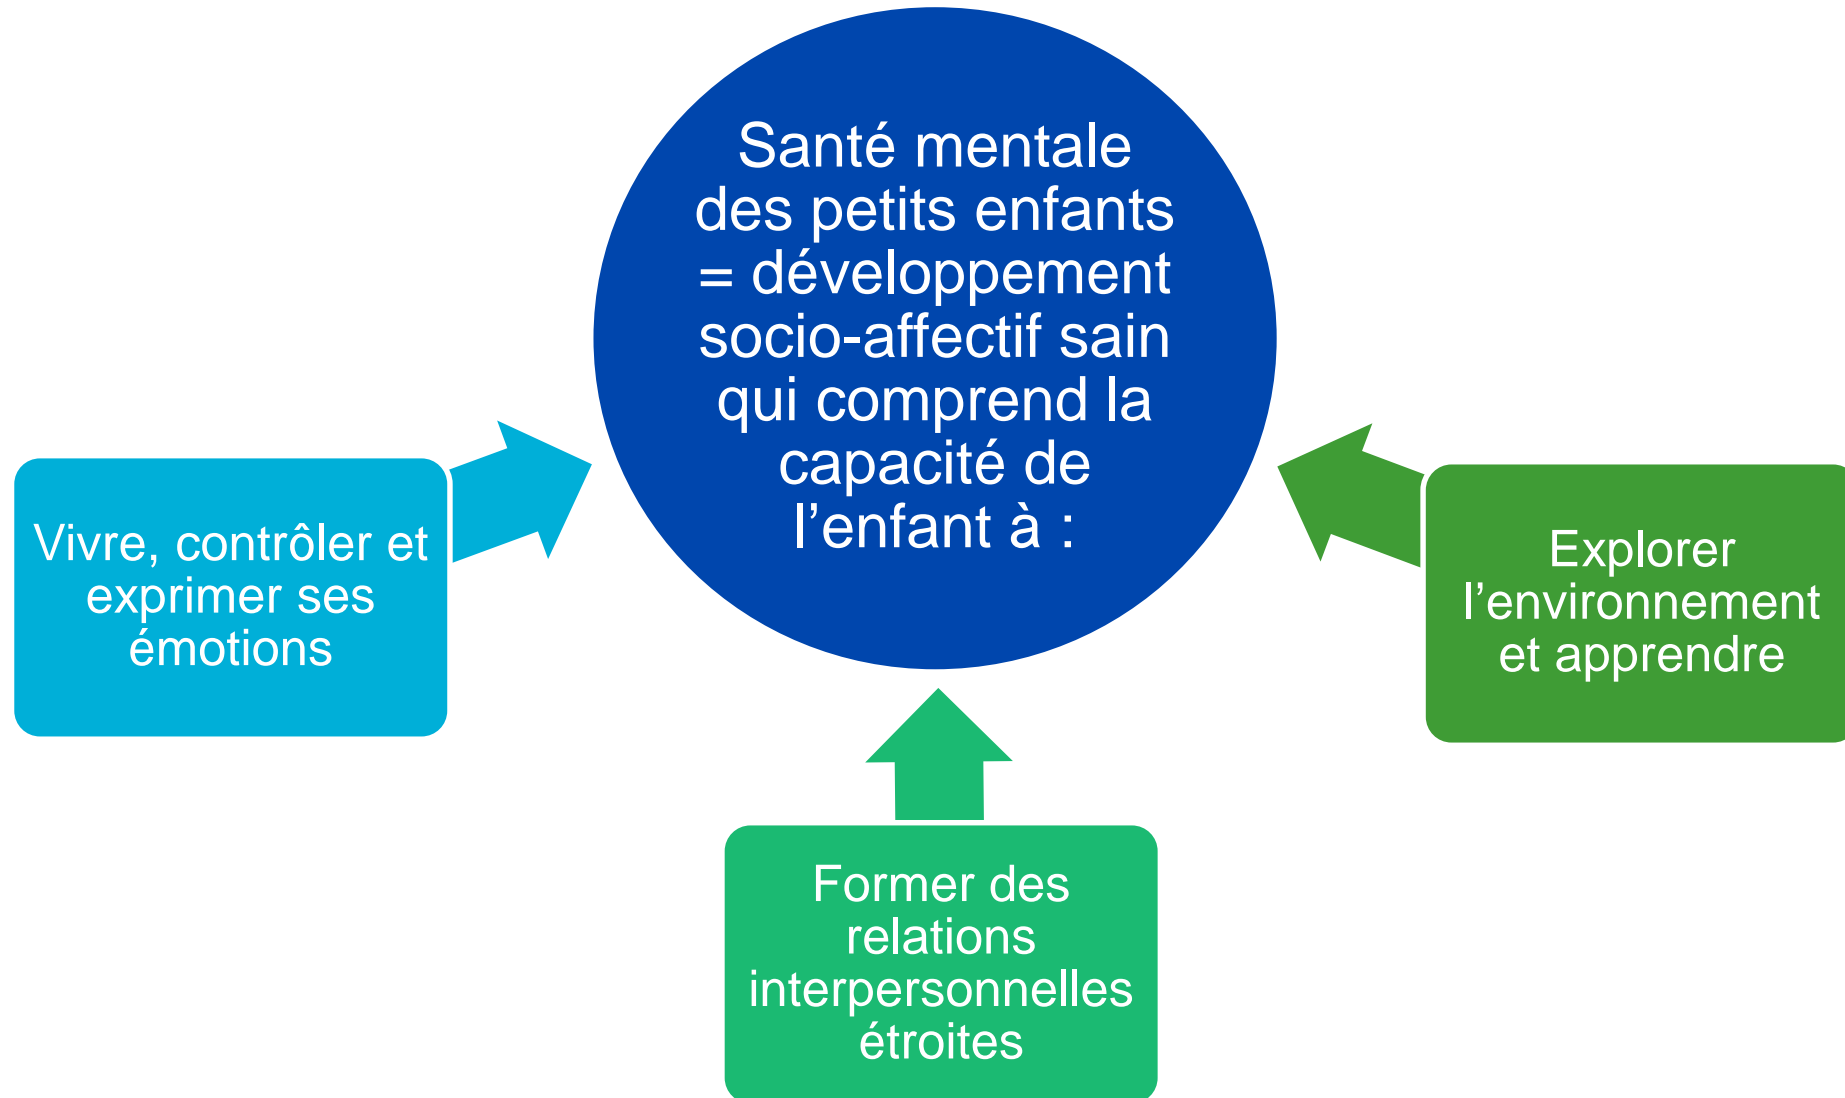 Santé mentale
des petits enfants
= développement
socio-affectif sain
qui comprend la
capacité de
l’enfant à :
Vivre, contrôler et
exprimer ses
émotions
Former des
relations
interpersonnelles
étroites
Explorer
l’environnement
et apprendre